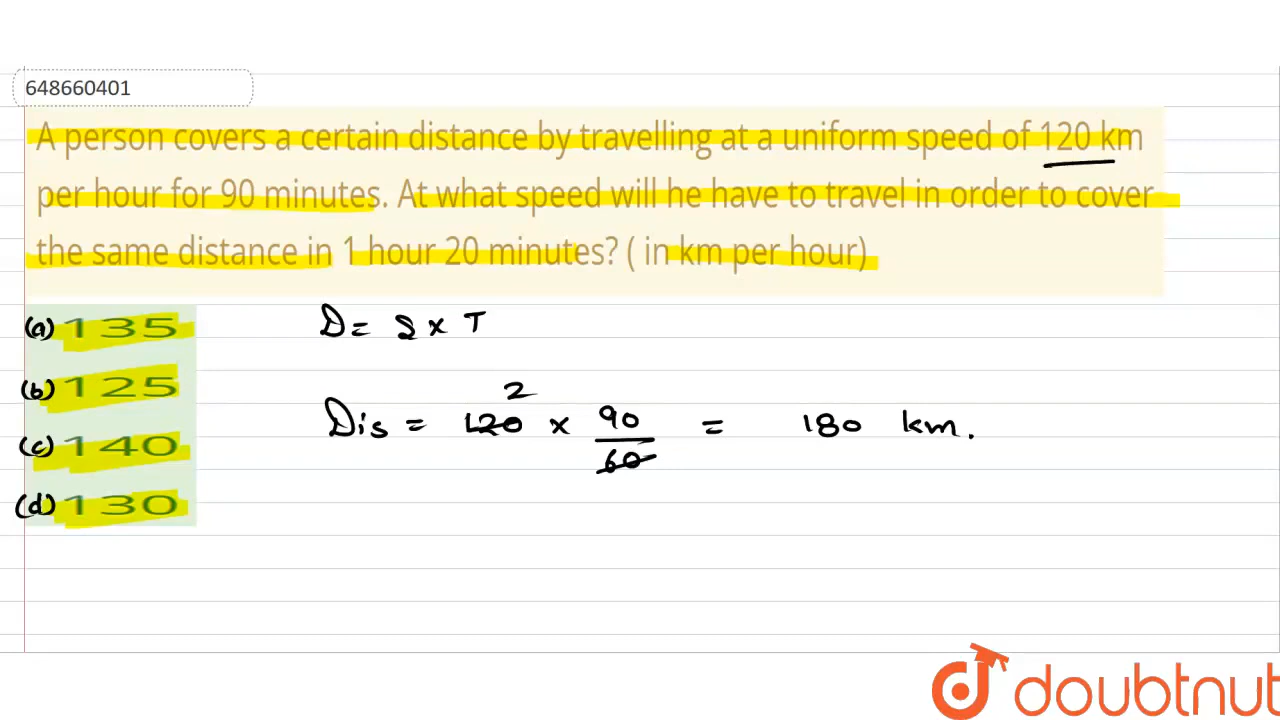 648660401
A person covers a certain distance by travelling at a uniform speed of 120 km
per hour for 90 minutes. At what speed will he have to travel in order to cover
the same distance in 1 hour 20 minutes? ( in km per hour)
(a) 135
D = S × T
(b) 125
2
Dis = 120 × 90/60 = 180 km.
(c) 140
(d) 130
doubtnut